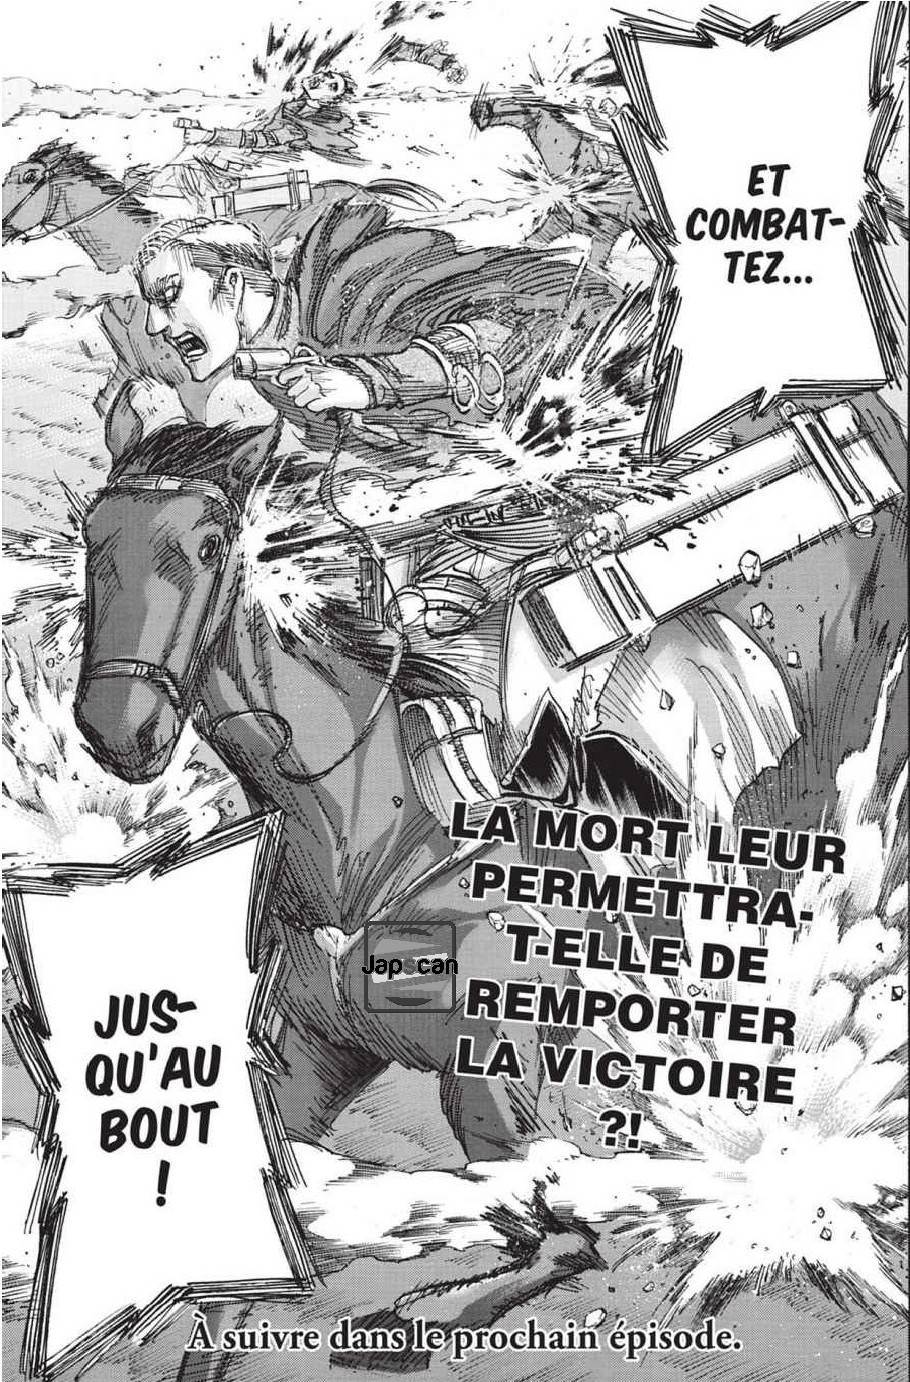 ET
COMBAT-
TEZ...
LA MORT LEUR
PERMETTRA-
T-ELLE DE
REMPORTER
LA VICTOIRE
?!
Japscan
JUS-
QU'AU
BOUT
!
À suivre dans le prochain épisode.